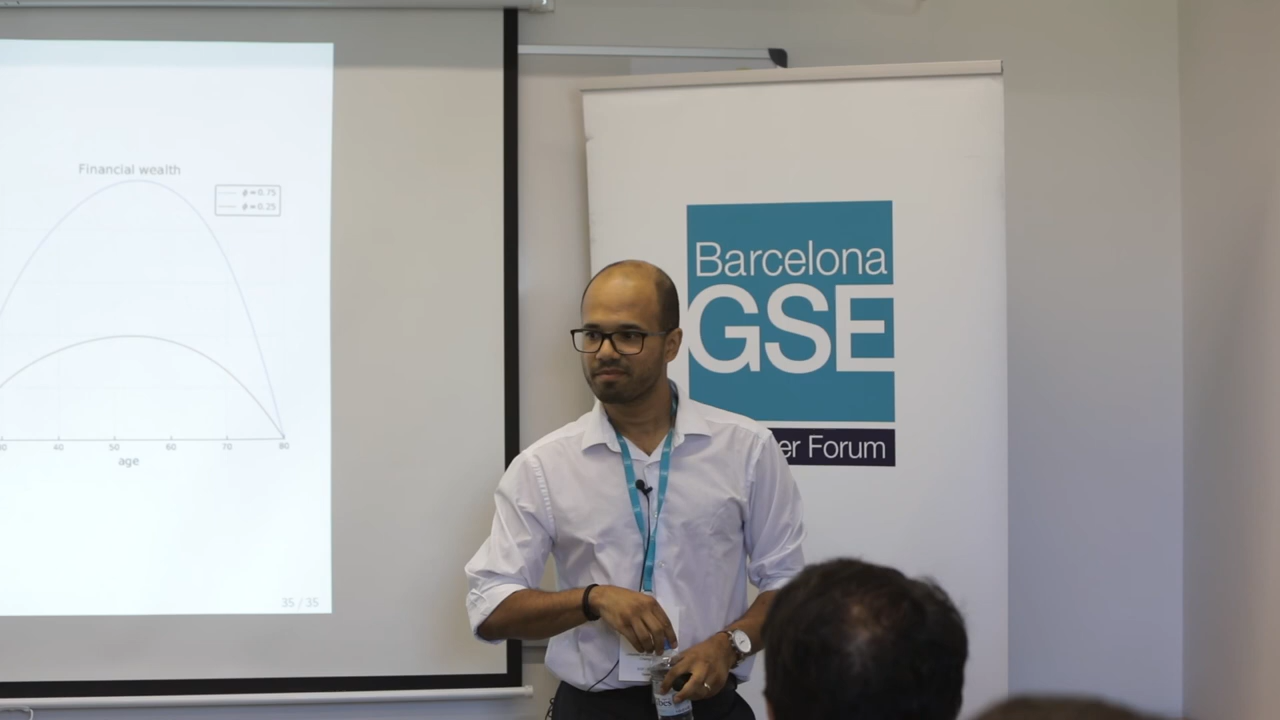 Financial wealth
ϕ = 0.75
ϕ = 0.25
40 50 60 70 80
age
35 / 35
Barcelona
GSE
er Forum